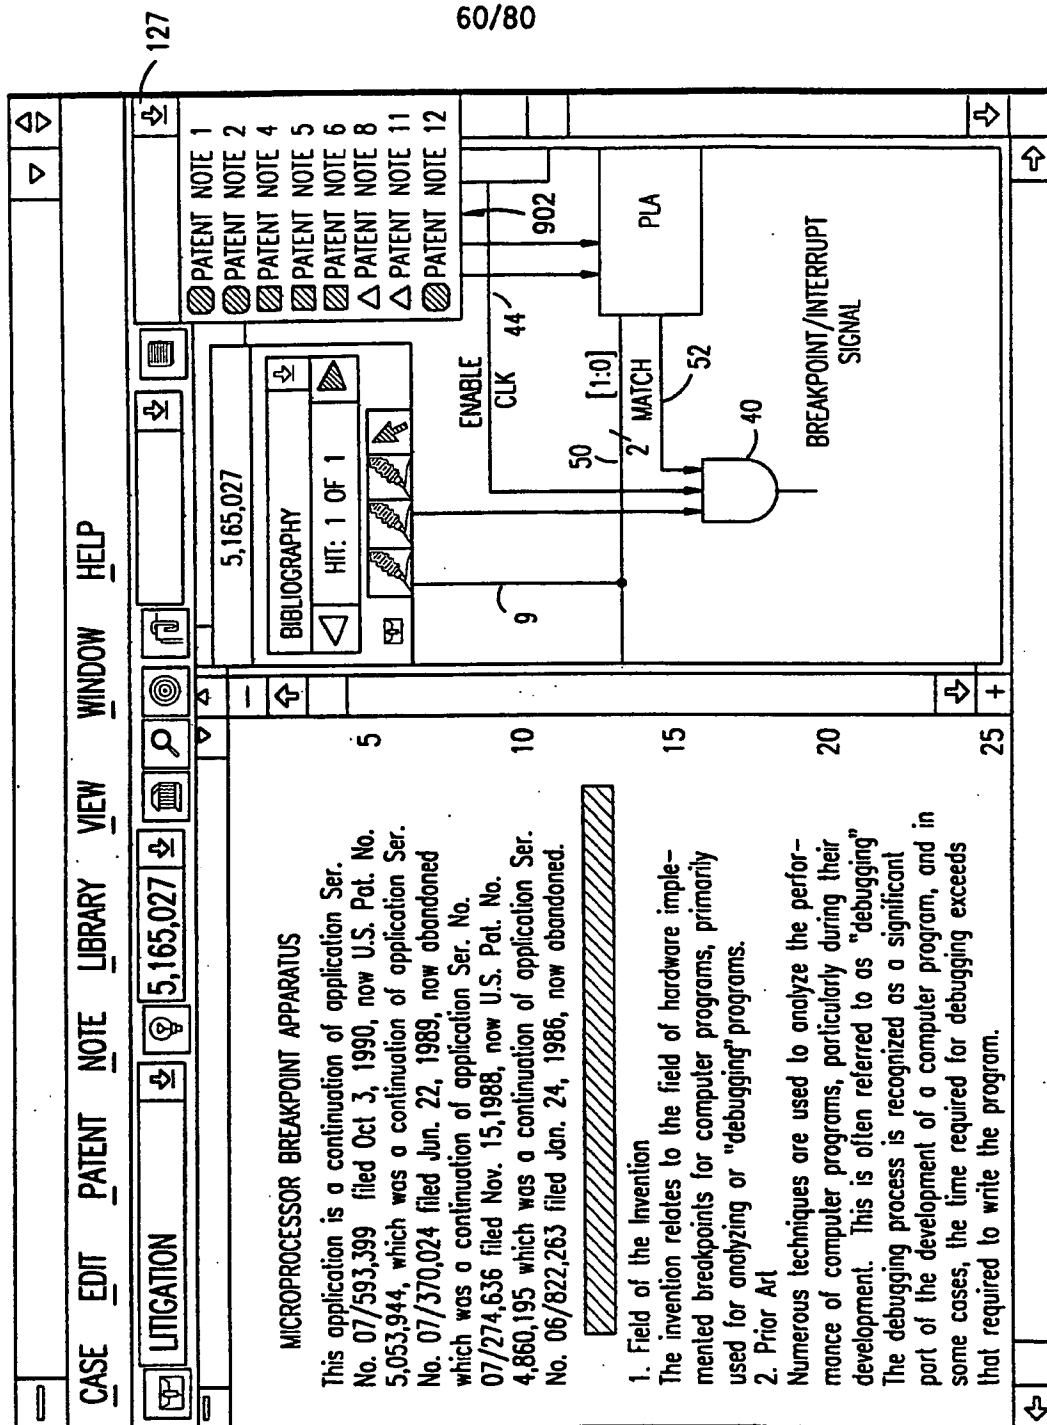 60/80
127
CASE EDIT PATENT NOTE LIBRARY VIEW WINDOW HELP
LITIGATION
5,165,027
MICROPROCESSOR BREAKPOINT APPARATUS
This application is a continuation of application Ser.
No. 07/593,399 filed Oct 3, 1990, now U.S. Pat. No.
5,053,944, which was a continuation of application Ser.
No. 07/370,024 filed Jun. 22, 1989, now abandoned
which was a continuation of application Ser. No.
07/274,636 filed Nov. 15,1988, now U.S. Pat. No.
4,860,195 which was a continuation of application Ser.
No. 06/822,263 filed Jan. 24, 1986, now abandoned.
1. Field of the Invention
The invention relates to the field of hardware imple-
mented breakpoints for computer programs, primarily
used for analyzing or "debugging" programs.
2. Prior Art
Numerous techniques are used to analyze the perfor-
mance of computer programs, particularly during their
development. This is often referred to as "debugging"
The debugging process is recognized as a significant
part of the development of a computer program, and in
some cases, the time required for debugging exceeds
that required to write the program.
5
10
15
20
25
5,165,027
BIBLIOGRAPHY
HIT: 1 OF 1
PATENT NOTE 1
PATENT NOTE 2
PATENT NOTE 4
PATENT NOTE 5
PATENT NOTE 6
PATENT NOTE 8
PATENT NOTE 11
PATENT NOTE 12
902
ENABLE
CLK
44
9
50
[1:0]
2
MATCH
52
PLA
40
BREAKPOINT/INTERRUPT
SIGNAL